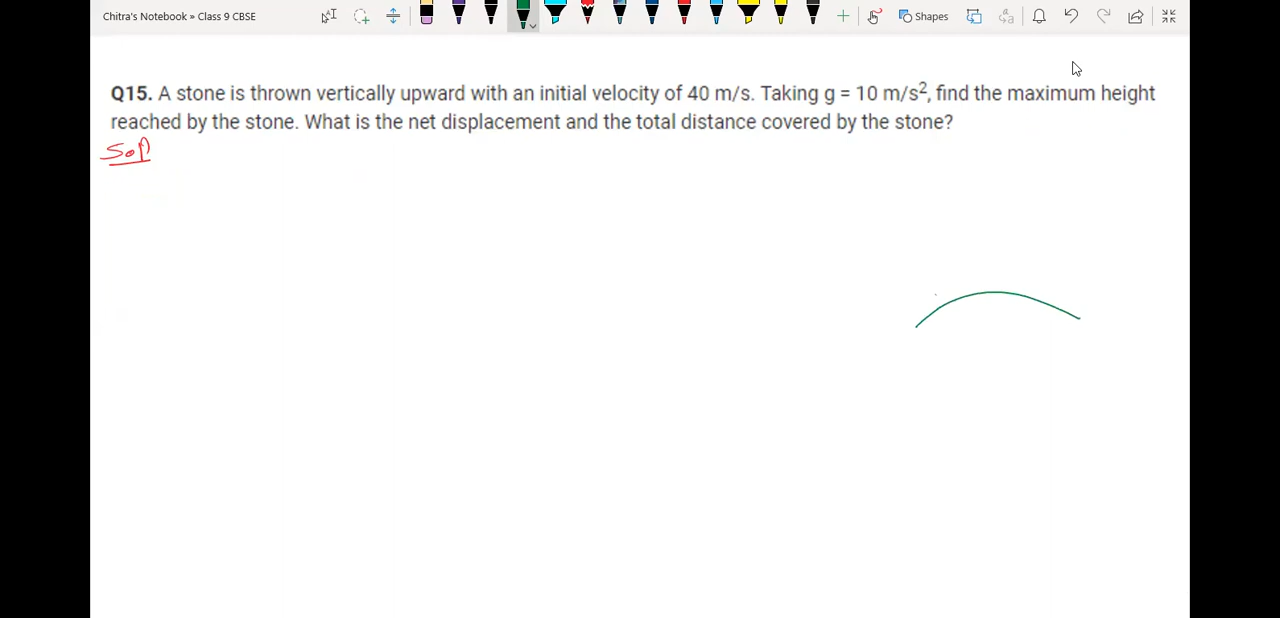 Chitra's Notebook » Class 9 CBSE
Shapes
Q15. A stone is thrown vertically upward with an initial velocity of 40 m/s. Taking g = 10 m/s², find the maximum height
reached by the stone. What is the net displacement and the total distance covered by the stone?
Sol